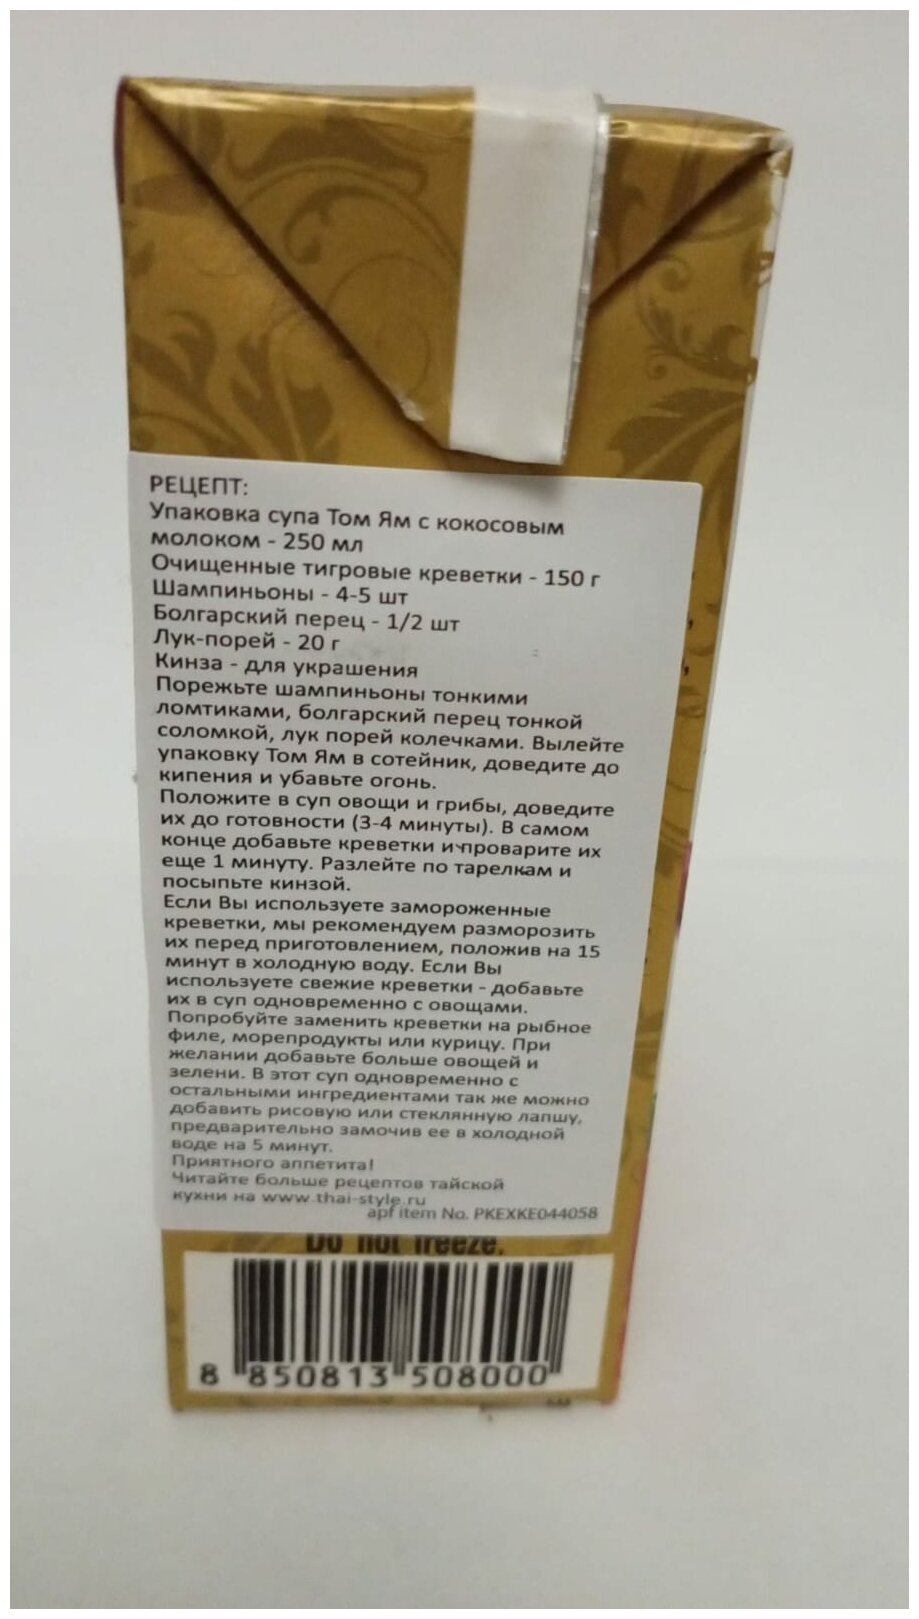 РЕЦЕПТ:
Упаковка супа Том Ям с кокосовым
молоком - 250 мл
Очищенные тигровые креветки - 150 г
Шампиньоны - 4-5 шт
Болгарский перец - 1/2 шт
Лук-порей - 20 г
Кинза - для украшения
Порежьте шампиньоны тонкими
ломтиками, болгарский перец тонкой
соломкой, лук порей колечками. Вылейте
упаковку Том Ям в сотейник, доведите до
кипения и убавьте огонь.
Положите в суп овощи и грибы, доведите
их до готовности (3-4 минуты). В самом
конце добавьте креветки и проварите их
еще 1 минуту. Разлейте по тарелкам и
посыпьте кинзой.
Если Вы используете замороженные
креветки, мы рекомендуем разморозить
их перед приготовлением, положив на 15
минут в холодную воду. Если Вы
используете свежие креветки - добавьте
их в суп одновременно с овощами.
Попробуйте заменить креветки на рыбное
филе, морепродукты или курицу. При
желании добавьте больше овощей и
зелени. В этот суп одновременно с
остальными ингредиентами так же можно
добавить рисовую или стеклянную лапшу,
предварительно замочив ее в холодной
воде на 5 минут.
Приятного аппетита!
Читайте больше рецептов тайской
кухни на www.thai-style.ru
apf item No. PKEXKE044058
Do not freeze.
8 850813 508000